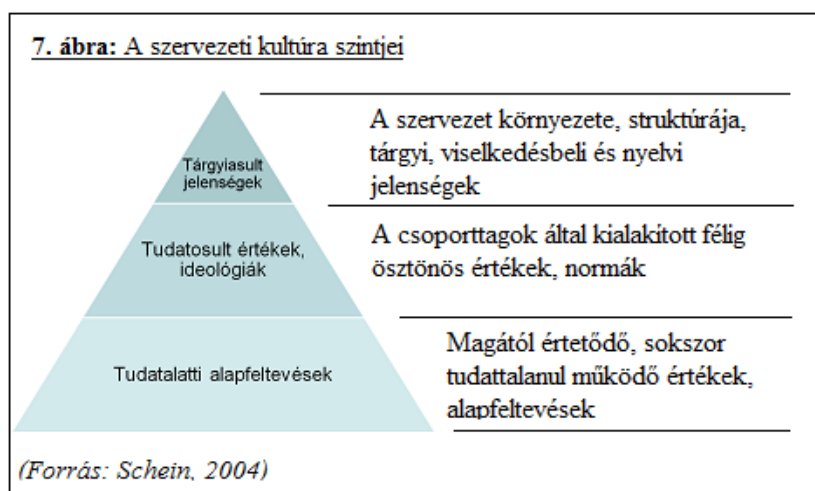 7. ábra: A szervezeti kultúra szintjei
Tárgyiasult
jelenségek
A szervezet környezete, struktúrája,
tárgyi, viselkedésbeli és nyelvi
jelenségek
Tudatosult értékek,
ideológiák
A csoporttagok által kialakított félig
ösztönös értékek, normák
Tudatalatti alapfeltevések
Magától értetődő, sokszor
tudattalanul működő értékek,
alapfeltevések
(Forrás: Schein, 2004)